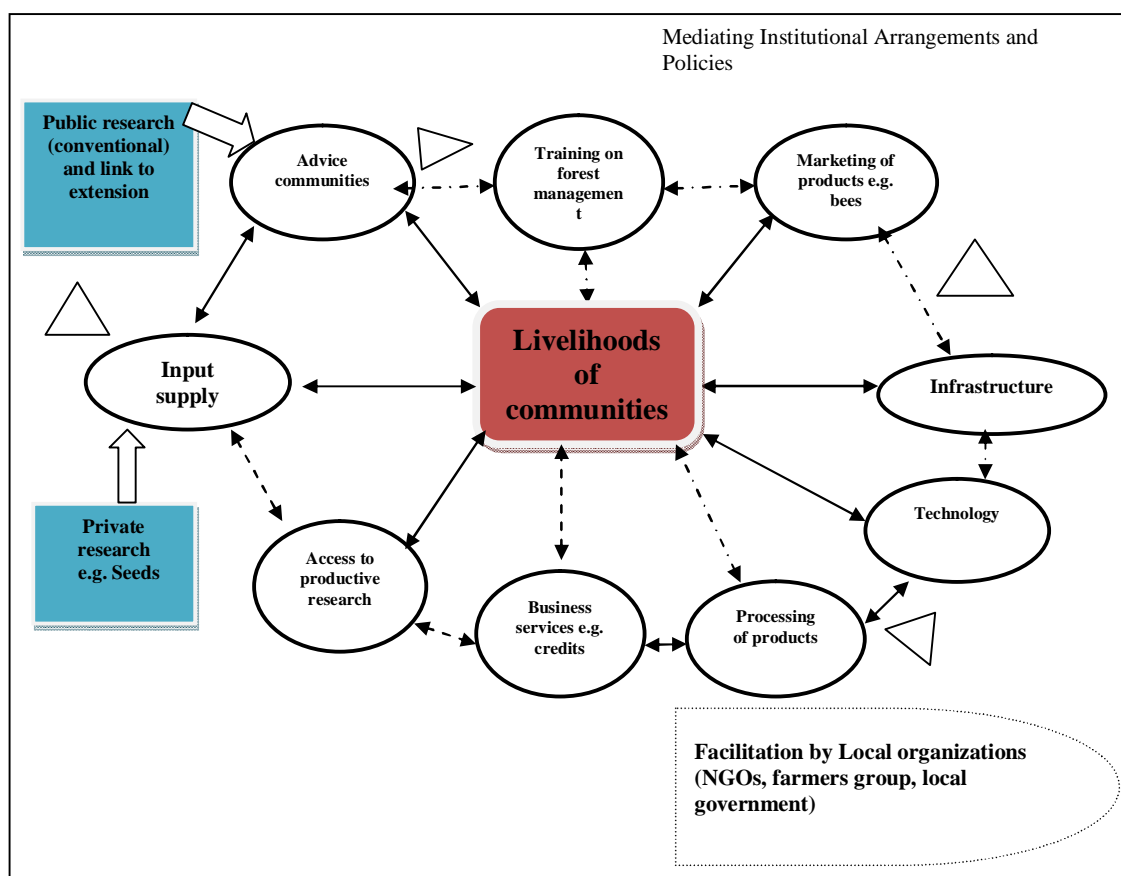 Mediating Institutional Arrangements and
Policies
Public research
(conventional)
and link to
extension
Advice
communities
Training on
forest
managemen
t
Marketing of
products e.g.
bees
Livelihoods
of
communities
Input
supply
Infrastructure
Private
research
e.g. Seeds
Technology
Access to
productive
research
Business
services e.g.
credits
Processing
of products
Facilitation by Local organizations
(NGOs, farmers group, local
government)